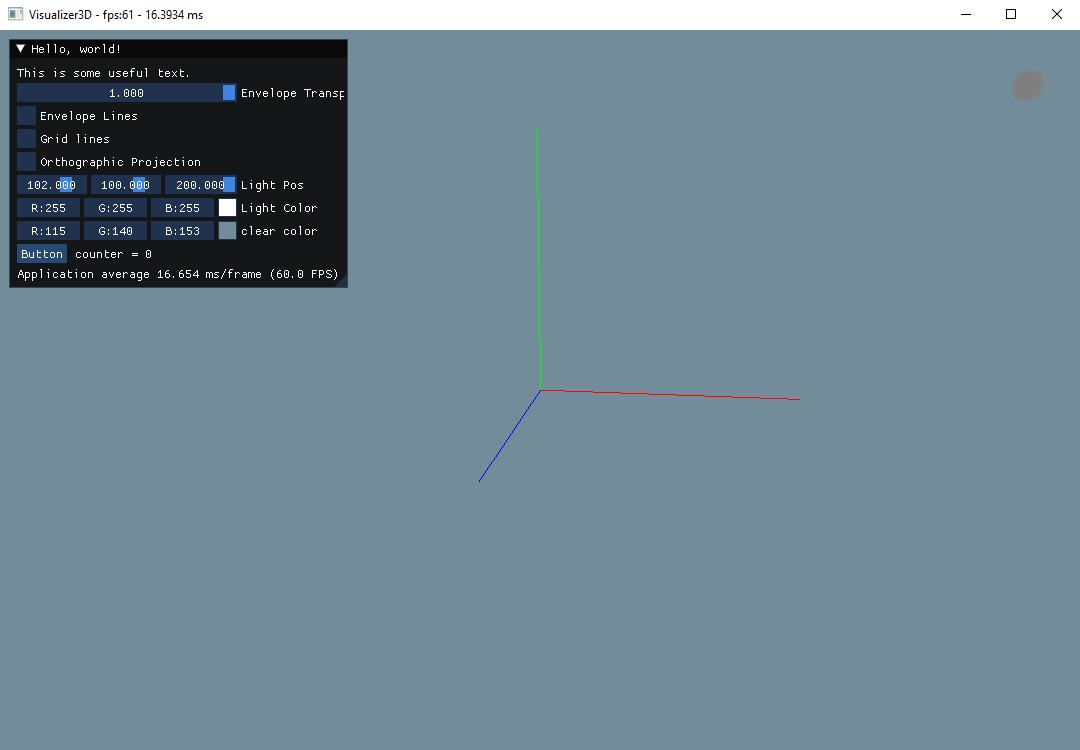 Visualizer3D - fps:61 - 16.3934 ms
Hello, world!
This is some useful text.
1.000 Envelope Transp
Envelope Lines
Grid lines
Orthographic Projection
102.000 100.000 200.000 Light Pos
R:255 G:255 B:255 Light Color
R:115 G:140 B:153 clear color
Button counter = 0
Application average 16.654 ms/frame (60.0 FPS)